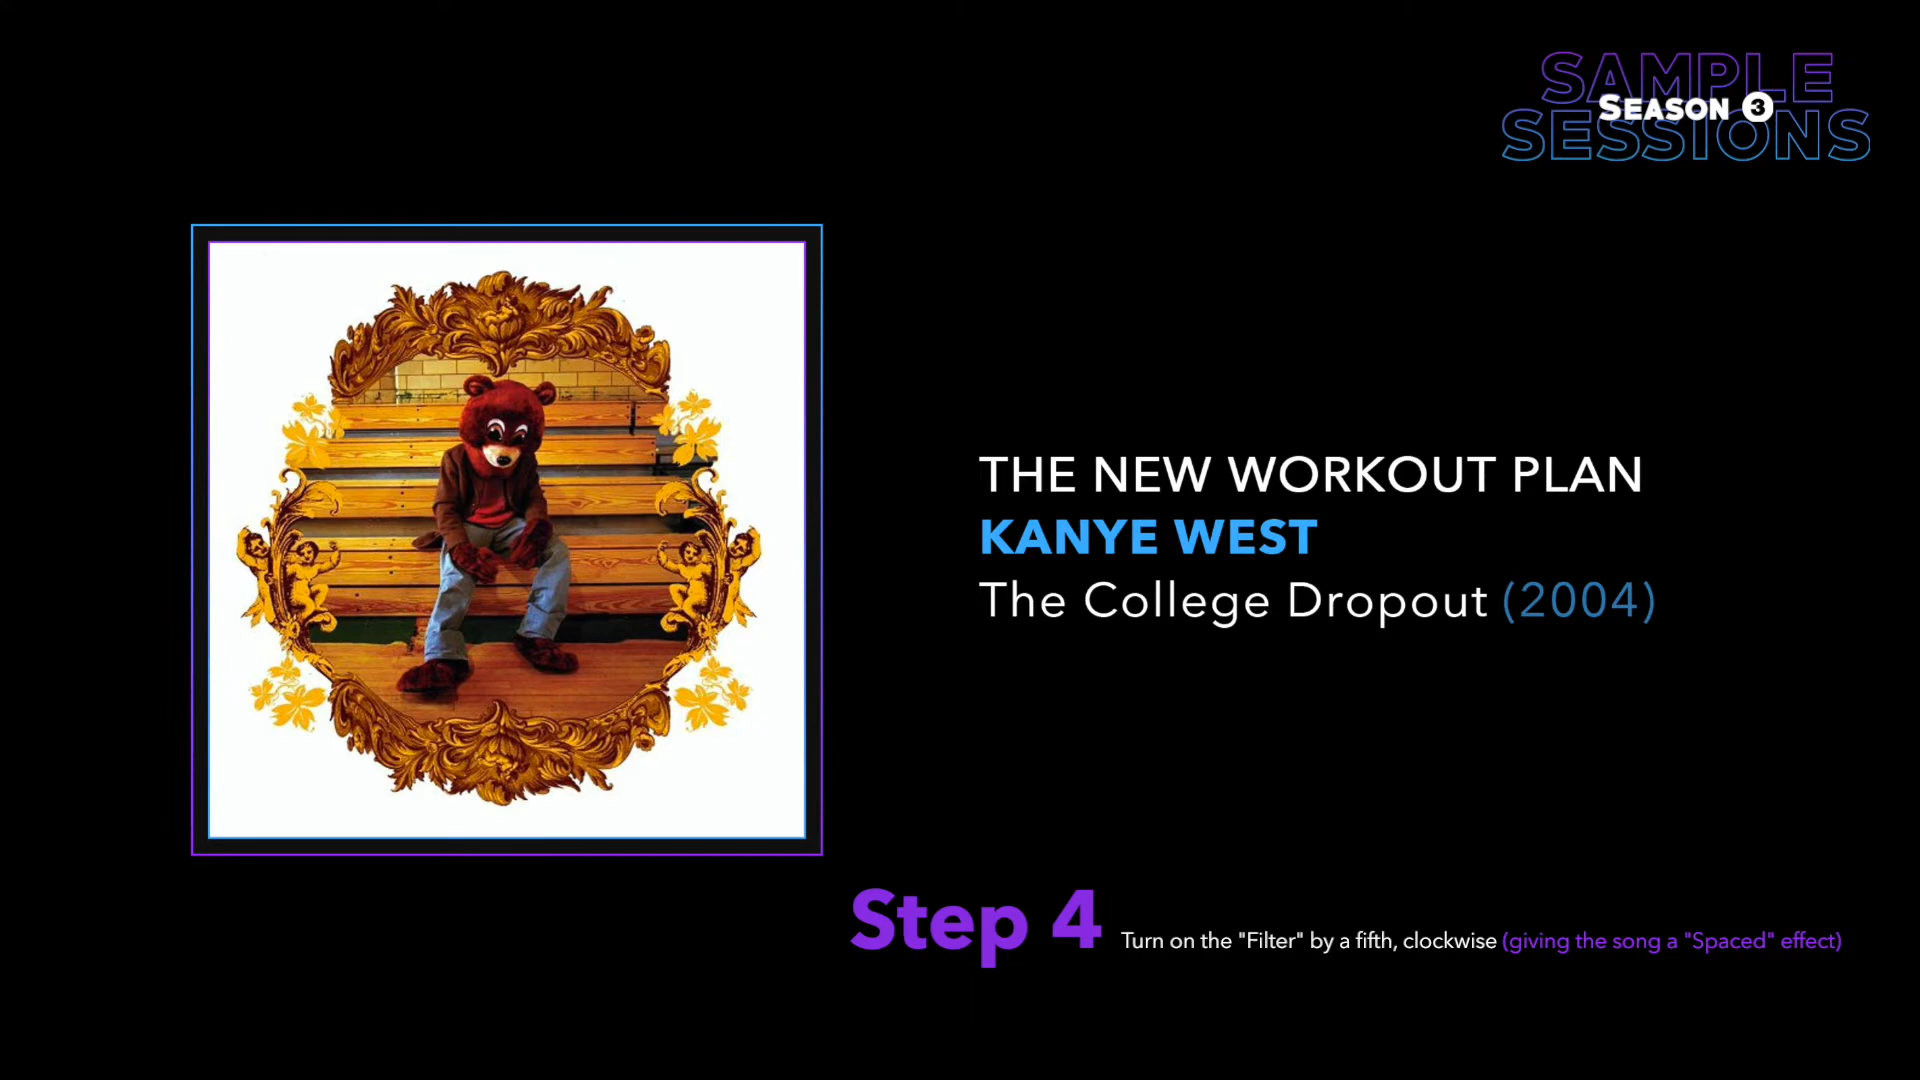 SAMPLE
SEASON 3
SESSIONS
THE NEW WORKOUT PLAN
KANYE WEST
The College Dropout (2004)
Step 4 Turn on the "Filter" by a fifth, clockwise (giving the song a "Spaced" effect)